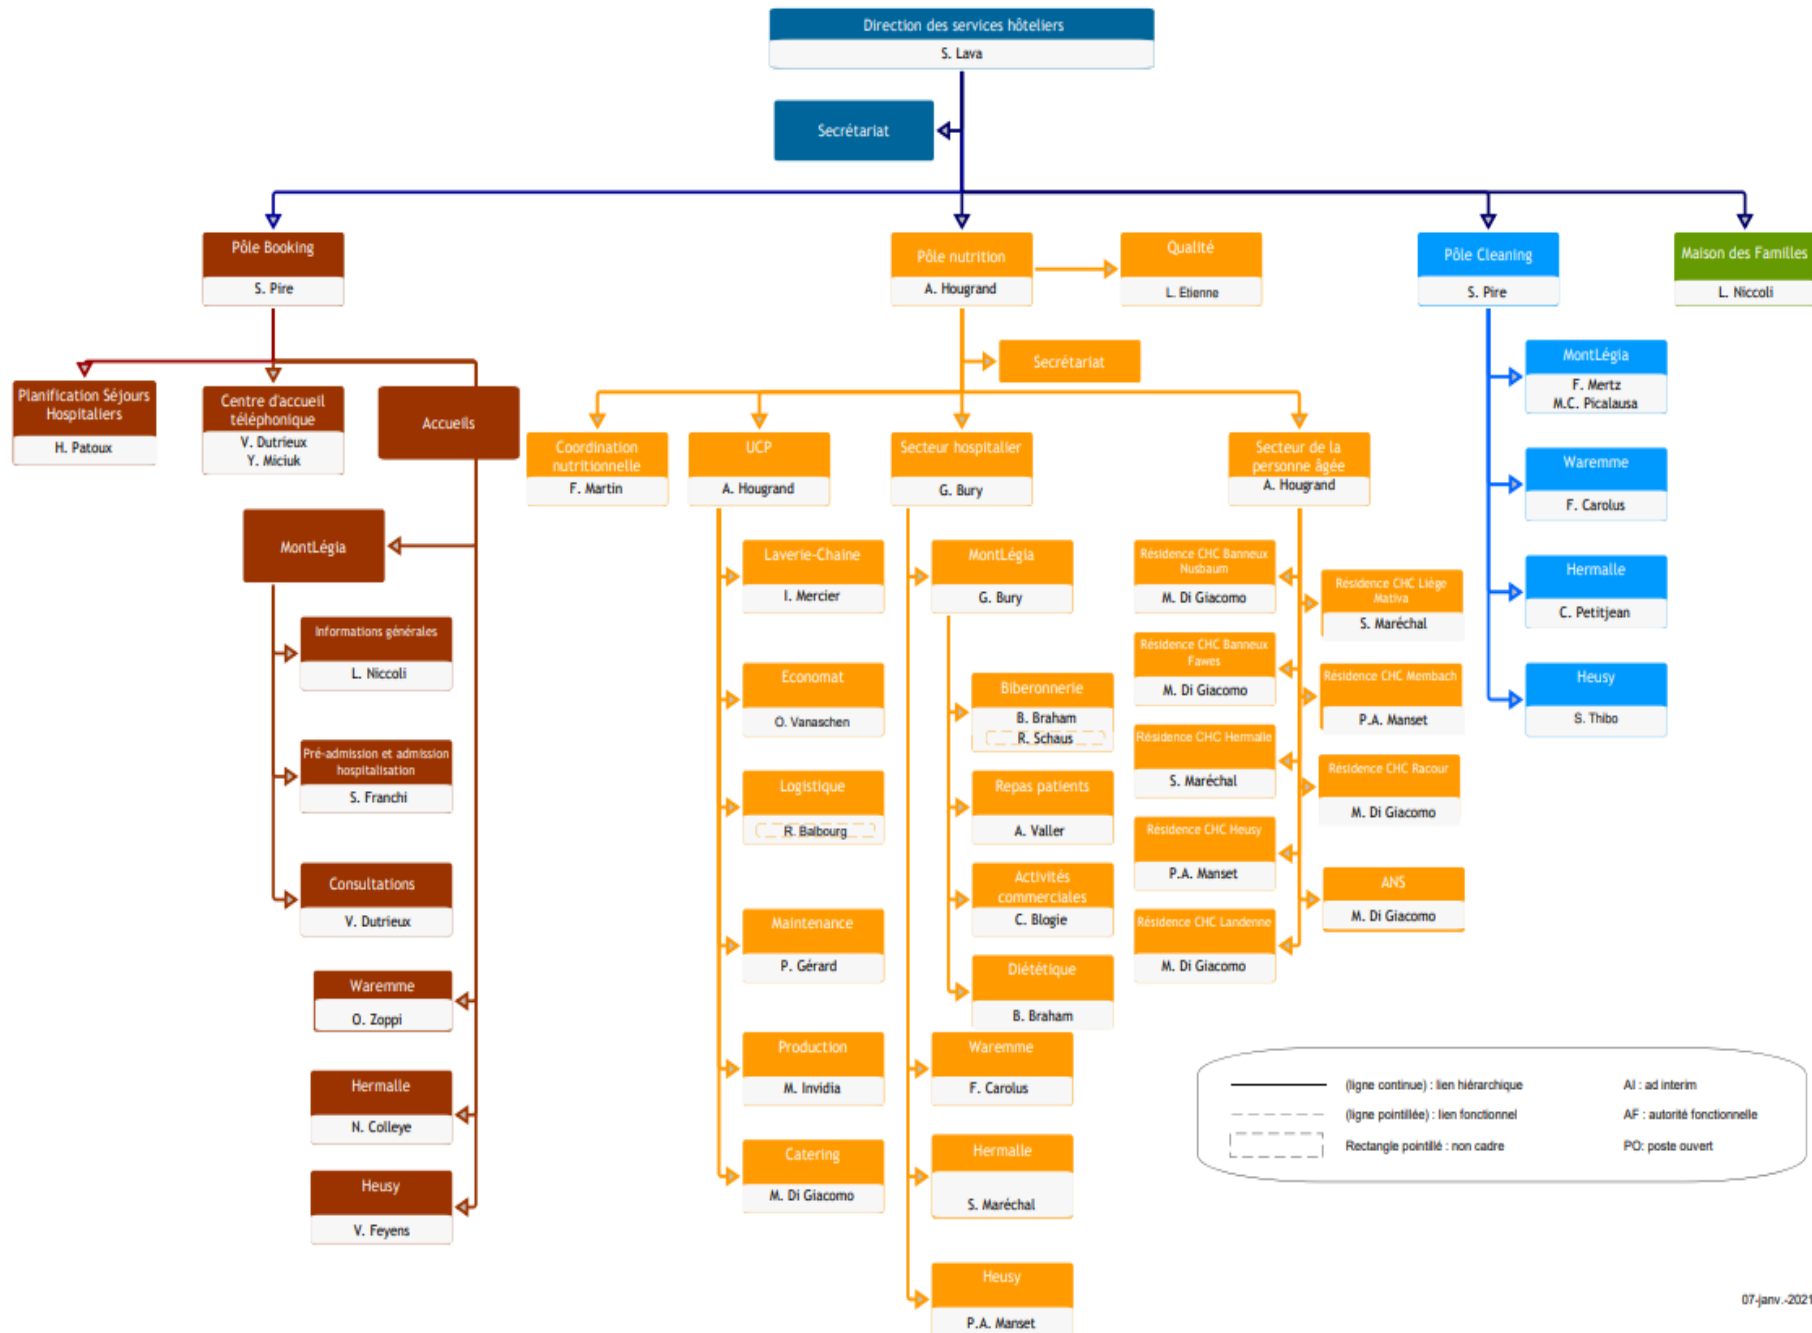 Direction des services hôteliers
S. Lava
Secrétariat
Pôle Booking
S. Pire
Pôle nutrition
A. Hougrand
Qualité
L. Etienne
Pôle Cleaning
S. Pire
Maison des Familles
L. Niccoli
Secrétariat
Planification Séjours
Hospitaliers
H. Patoux
Centre d'accueil
téléphonique
V. Dutrieux
Y. Miciuk
Accueils
MontLégia
Informations générales
L. Niccoli
Pré-admission et admission
hospitalisation
S. Franchi
Consultations
V. Dutrieux
Waremme
O. Zoppi
Hermalle
N. Colleye
Heusy
V. Feyens
Coordination
nutritionnelle
F. Martin
UCP
A. Hougrand
Laverie-Chaine
I. Mercier
Economat
O. Vanaschen
Logistique
R. Balbourg
Maintenance
P. Gérard
Production
M. Invidia
Catering
M. Di Giacomo
Secteur hospitalier
G. Bury
MontLégia
G. Bury
Biberonnerie
B. Braham
R. Schaus
Repas patients
A. Valler
Activités
commerciales
C. Blogie
Diététique
B. Braham
Waremme
F. Carolus
Hermalle
S. Maréchal
Heusy
P.A. Manset
Secteur de la
personne âgée
A. Hougrand
Résidence CHC Banneux
Nusbaum
M. Di Giacomo
Résidence CHC Liège
Mativa
S. Maréchal
Résidence CHC Banneux
Fawes
M. Di Giacomo
Résidence CHC Membach
P.A. Manset
Résidence CHC Hermalle
S. Maréchal
Résidence CHC Racour
M. Di Giacomo
Résidence CHC Heusy
P.A. Manset
ANS
M. Di Giacomo
Résidence CHC Landenne
M. Di Giacomo
MontLégia
F. Mertz
M.C. Picalausa
Waremme
F. Carolus
Hermalle
C. Petitjean
Heusy
S. Thibo
(ligne continue) : lien hiérarchique
AI : ad interim
(ligne pointillée) : lien fonctionnel
AF : autorité fonctionnelle
Rectangle pointillé : non cadre
PO: poste ouvert
07-janv.-2021